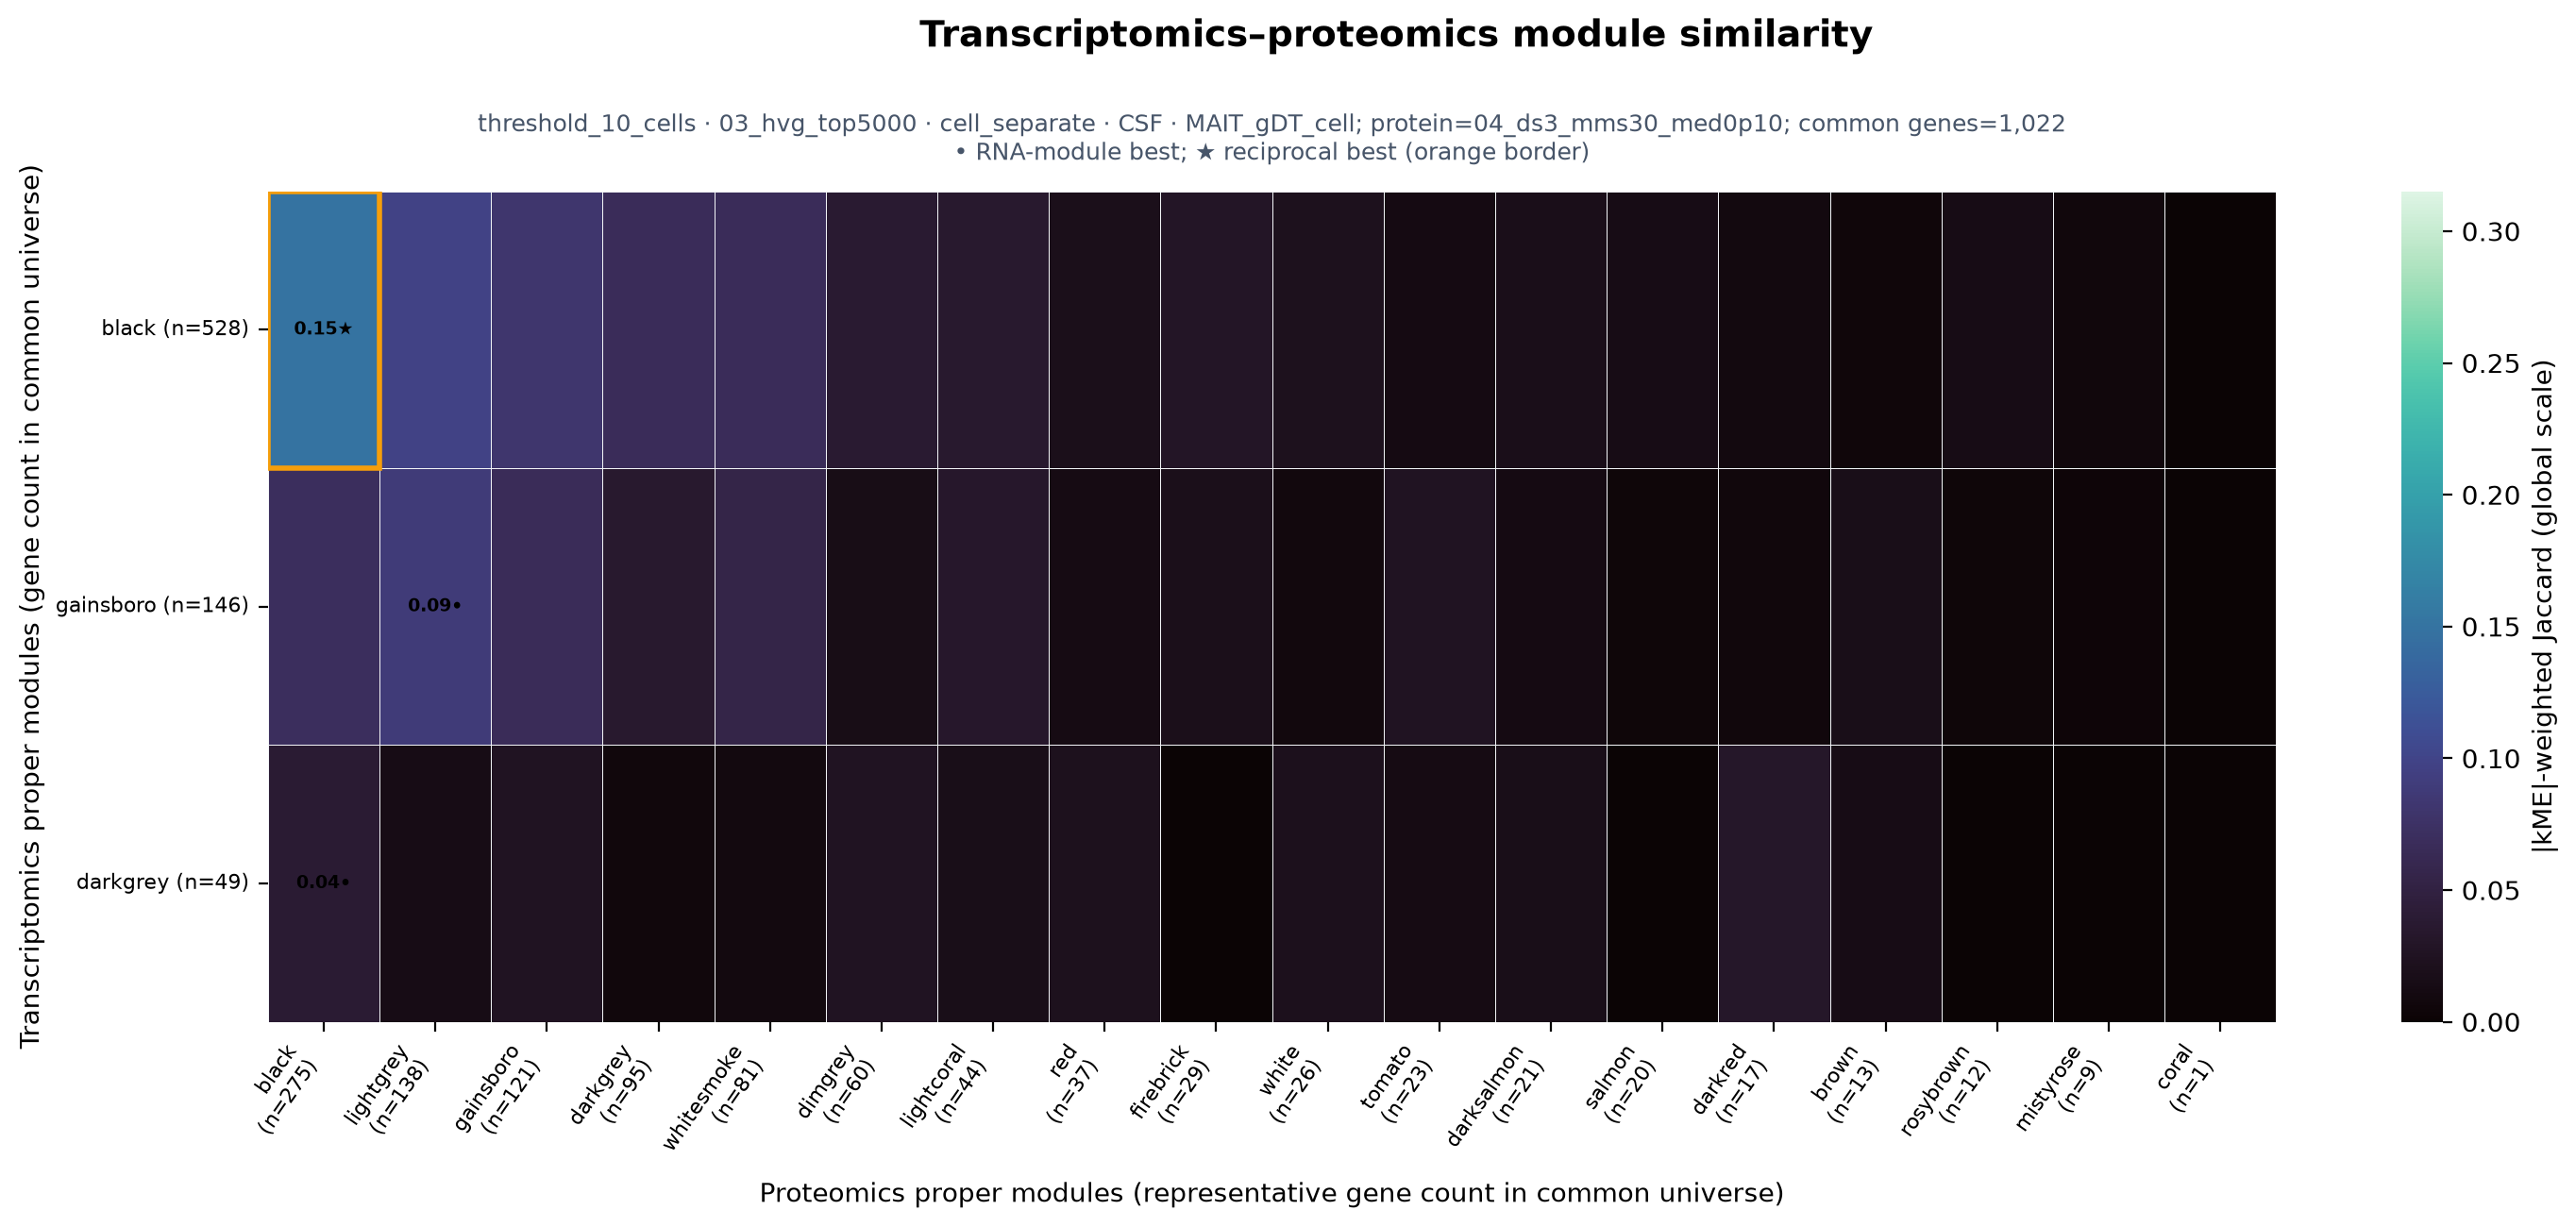 Transcriptomics–proteomics module similarity
threshold_10_cells · 03_hvg_top5000 · cell_separate · CSF · MAIT_gDT_cell; protein=04_ds3_mms30_med0p10; common genes=1,022
• RNA-module best; ★ reciprocal best (orange border)
Transcriptomics proper modules (gene count in common universe)
black (n=528)
gainsboro (n=146)
darkgrey (n=49)
0.15★
0.09•
0.04•
black
(n=275)
lightgrey
(n=138)
gainsboro
(n=121)
darkgrey
(n=95)
whitesmoke
(n=81)
dimgrey
(n=60)
lightcoral
(n=44)
red
(n=37)
firebrick
(n=29)
white
(n=26)
tomato
(n=23)
darksalmon
(n=21)
salmon
(n=20)
darkred
(n=17)
brown
(n=13)
rosybrown
(n=12)
mistyrose
(n=9)
coral
(n=1)
Proteomics proper modules (representative gene count in common universe)
0.30
0.25
0.20
0.15
0.10
0.05
0.00
|kME|-weighted Jaccard (global scale)